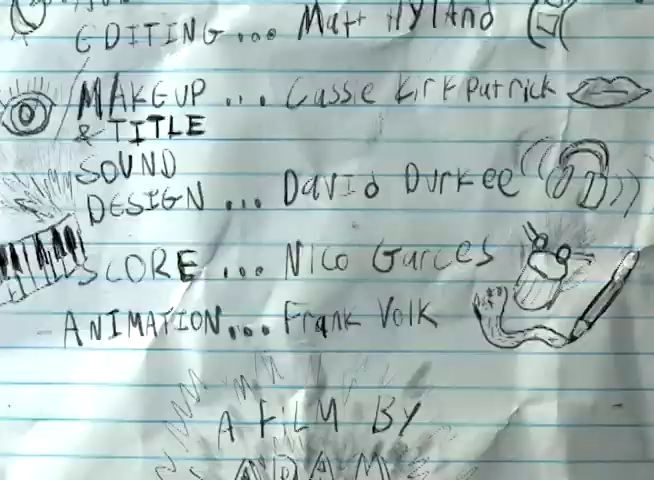 EDITING... Matt Hyland
MAKEUP ... Cassie Kirkpatrick
& TITLE
SOUND
DESIGN ... David Durkee
SCORE ... Nico Garces
ANIMATION... Frank Volk
A FILM BY
ADAM